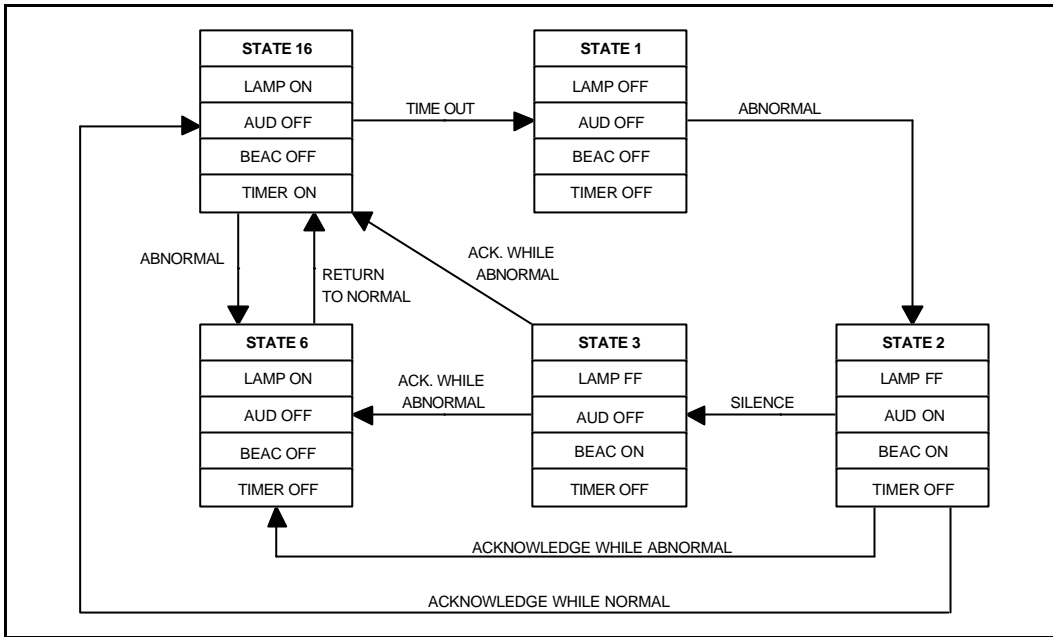 STATE 16
LAMP ON
AUD OFF
BEAC OFF
TIMER ON
TIME OUT
STATE 1
LAMP OFF
AUD OFF
BEAC OFF
TIMER OFF
ABNORMAL
ABNORMAL
RETURN
TO NORMAL
ACK. WHILE
ABNORMAL
STATE 6
LAMP ON
AUD OFF
BEAC OFF
TIMER OFF
ACK. WHILE
ABNORMAL
STATE 3
LAMP FF
AUD OFF
BEAC ON
TIMER OFF
SILENCE
STATE 2
LAMP FF
AUD ON
BEAC ON
TIMER OFF
ACKNOWLEDGE WHILE ABNORMAL
ACKNOWLEDGE WHILE NORMAL